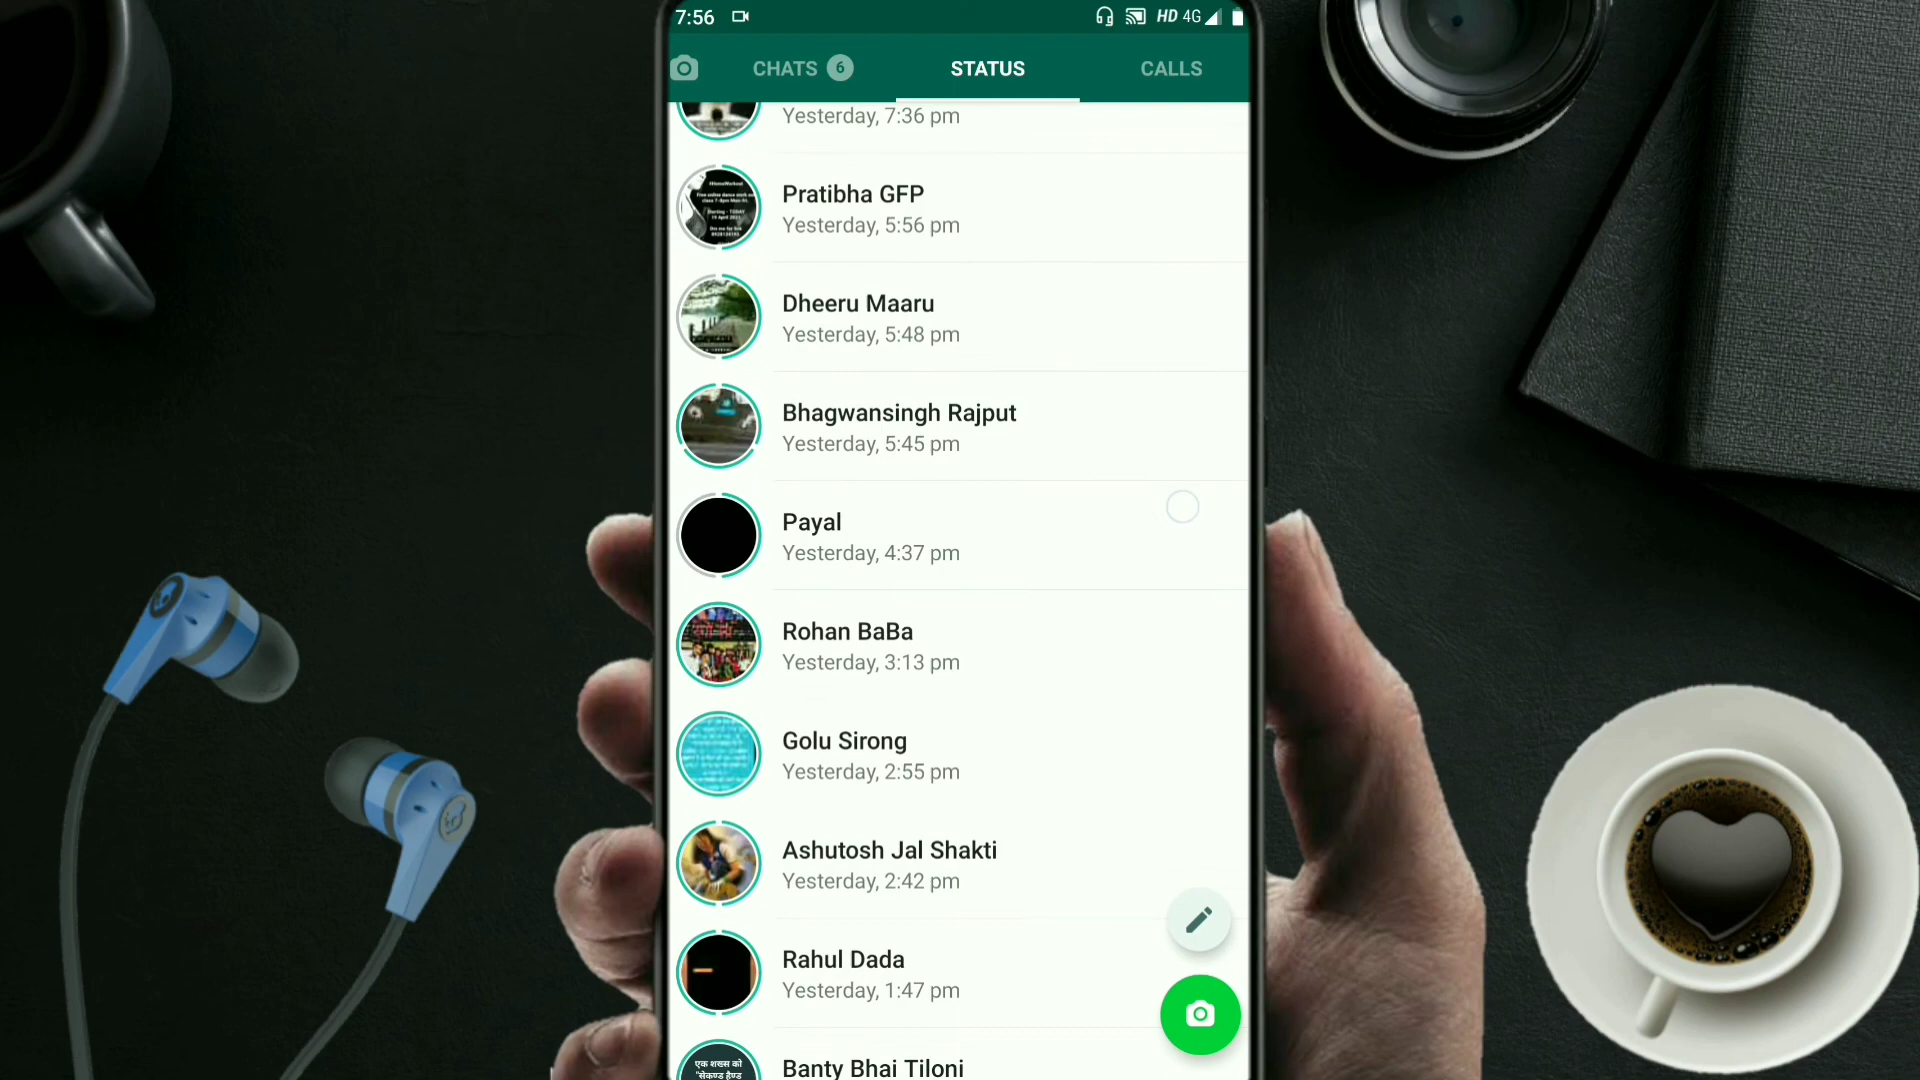 7:56
HD 4G
CHATS 6
STATUS
CALLS
Yesterday, 7:36 pm
Pratibha GFP
Yesterday, 5:56 pm
Dheeru Maaru
Yesterday, 5:48 pm
Bhagwansingh Rajput
Yesterday, 5:45 pm
Payal
Yesterday, 4:37 pm
Rohan BaBa
Yesterday, 3:13 pm
Golu Sirong
Yesterday, 2:55 pm
Ashutosh Jal Shakti
Yesterday, 2:42 pm
Rahul Dada
Yesterday, 1:47 pm
Banty Bhai Tiloni
एक शख्स को
"सेकण्ड हैण्ड